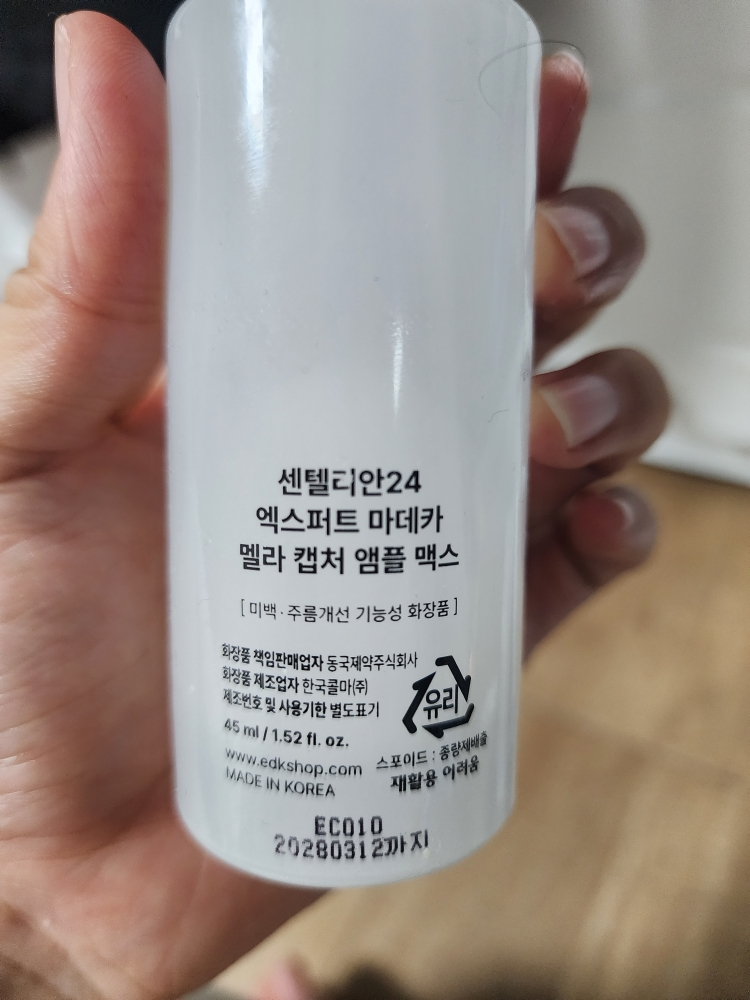 센텔리안24
엑스퍼트 마데카
멜라 캡처 앰플 맥스
[ 미백·주름개선 기능성 화장품 ]
화장품 책임판매업자 동국제약주식회사
화장품 제조업자 한국콜마(주)
제조번호 및 사용기한 별도표기
45 ml / 1.52 fl. oz.
www.edkshop.com
MADE IN KOREA
유리
스포이드 : 종량제배출
재활용 어려움
EC010
20280312까지